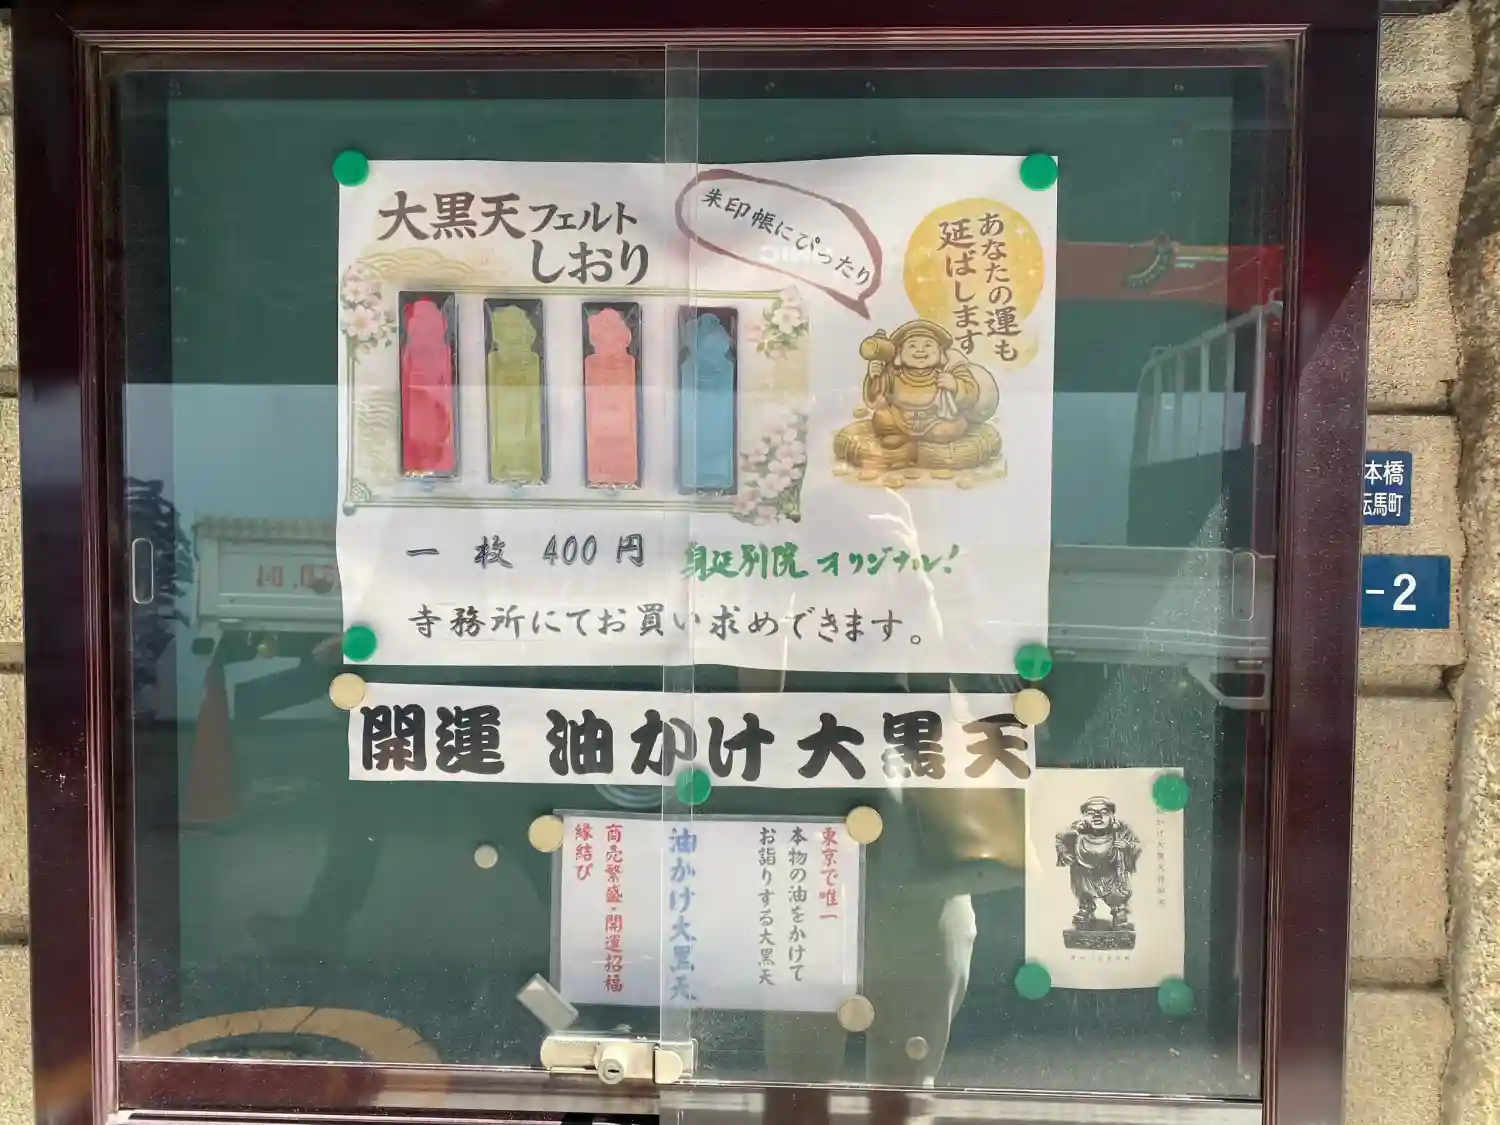 大黒天フェルト
しおり
朱印帳にぴったり
あなたの運も
延ばします
一 枚 400 円
身延別院 オリジナル!
寺務所にてお買い求めできます。
開運 油かけ大黒天
東京で唯一
本物の油をかけて
お詣りする大黒天
油かけ大黒天
商売繁盛・開運招福
縁結び
本橋
伝馬町
-2